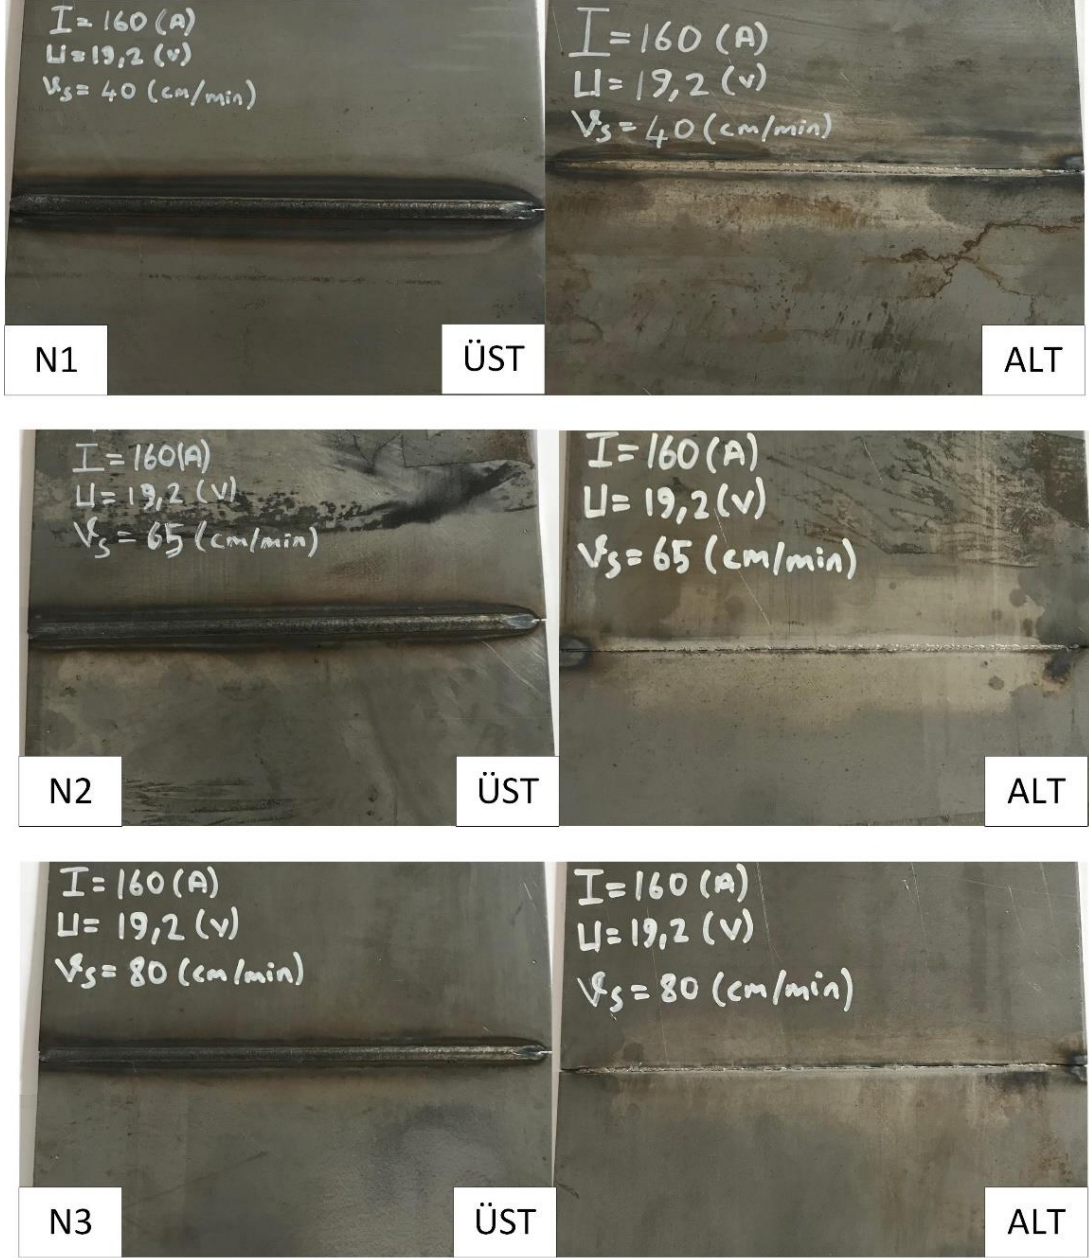 I=160(A)
U=19,2(v)
Vs=40(cm/min)
N1
ÜST
I=160(A)
U=19,2(v)
Vs=40(cm/min)
ALT
I=160(A)
U=19,2(v)
Vs=65(cm/min)
N2
ÜST
I=160(A)
U=19,2(v)
Vs=65(cm/min)
ALT
I=160(A)
U=19,2(v)
Vs=80(cm/min)
N3
ÜST
I=160(A)
U=19,2(v)
Vs=80(cm/min)
ALT